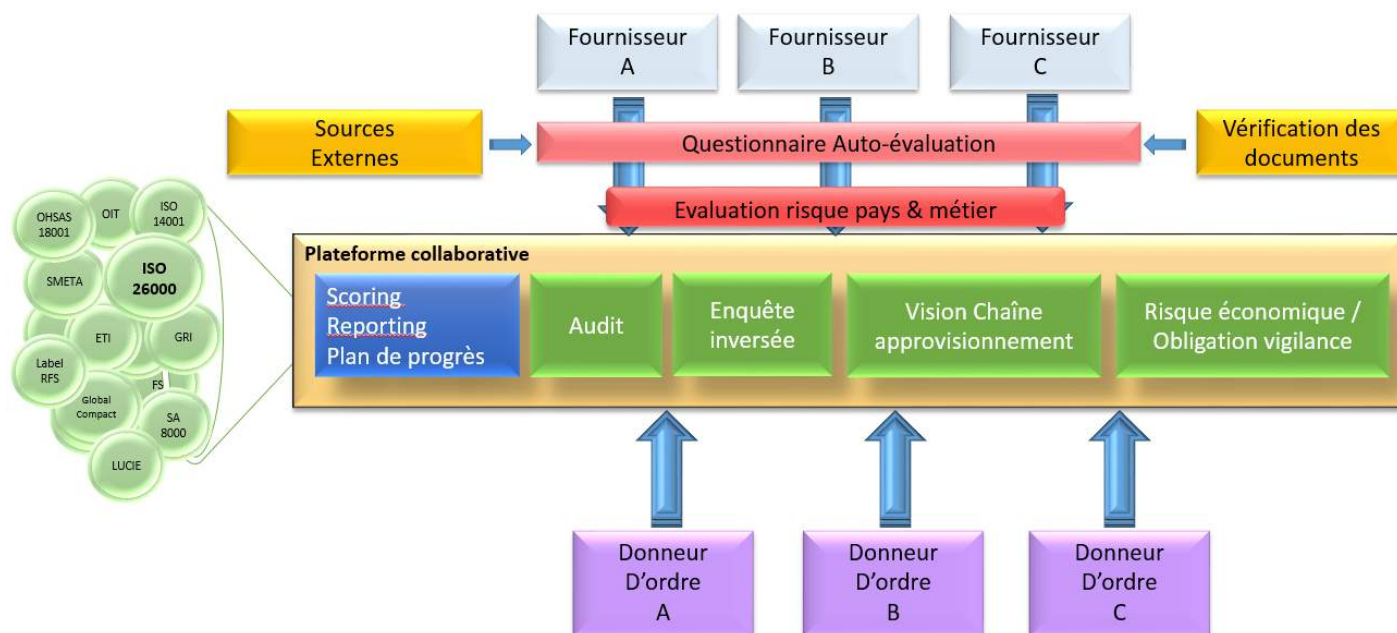 Fournisseur
A
Fournisseur
B
Fournisseur
C
Sources
Externes
Questionnaire Auto-évaluation
Vérification des
documents
Evaluation risque pays & métier
Plateforme collaborative
Scoring
Reporting
Plan de progrès
Audit
Enquête
inversée
Vision Chaîne
approvisionnement
Risque économique /
Obligation vigilance
OHSAS
18001
OIT
ISO
14001
SMETA
ISO
26000
ETI
GRI
Label
RFS
FS
Global
Compact
SA
8000
LUCIE
Donneur
D’ordre
A
Donneur
D’ordre
B
Donneur
D’ordre
C